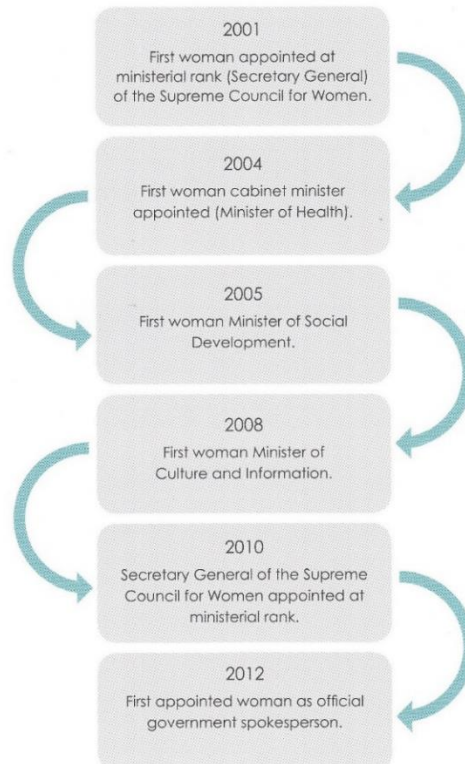 2001
First woman appointed at
ministerial rank (Secretary General)
of the Supreme Council for Women.
2004
First woman cabinet minister
appointed (Minister of Health).
2005
First woman Minister of Social
Development.
2008
First woman Minister of
Culture and Information.
2010
Secretary General of the Supreme
Council for Women appointed at
ministerial rank.
2012
First appointed woman as official
government spokesperson.